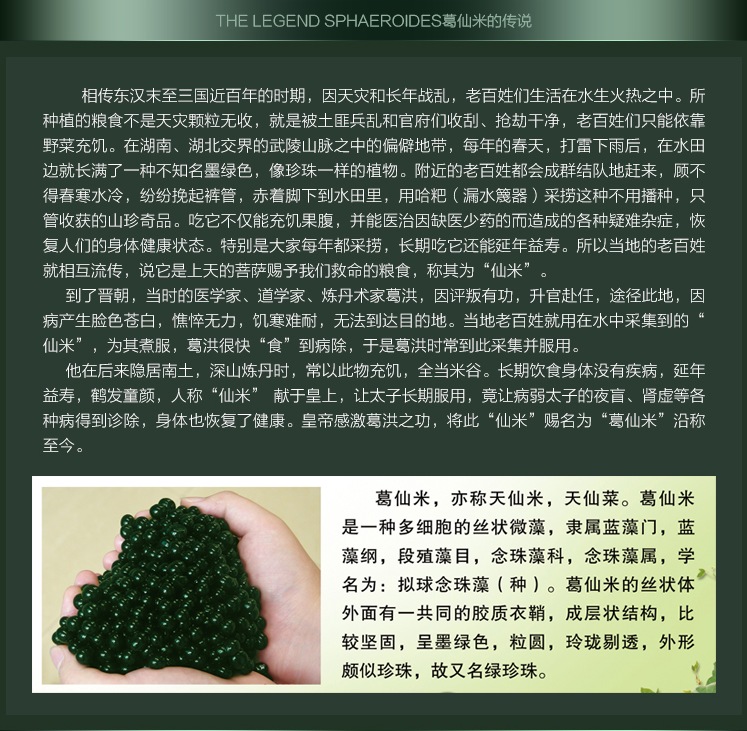 THE LEGEND SPHAEROIDES葛仙米的传说
相传东汉末至三国近百年的时期，因天灾和长年战乱，老百姓们生活在水生火热之中。所
种植的粮食不是天灾颗粒无收，就是被土匪兵乱和官府们收刮、抢劫干净，老百姓们只能依靠
野菜充饥。在湖南、湖北交界的武陵山脉之中的偏僻地带，每年的春天，打雷下雨后，在水田
边就长满了一种不知名墨绿色，像珍珠一样的植物。附近的老百姓都会成群结队地赶来，顾不
得春寒水冷，纷纷挽起裤管，赤着脚下到水田里，用哈粑（漏水篾器）采捞这种不用播种，只
管收获的山珍奇品。吃它不仅能充饥果腹，并能医治因缺医少药的而造成的各种疑难杂症，恢
复人们的身体健康状态。特别是大家每年都采捞，长期吃它还能延年益寿。所以当地的老百姓
就相互流传，说它是上天的菩萨赐予我们救命的粮食，称其为“仙米”。
到了晋朝，当时的医学家、道学家、炼丹术家葛洪，因评叛有功，升官赴任，途径此地，因
病产生脸色苍白，憔悴无力，饥寒难耐，无法到达目的地。当地老百姓就用在水中采集到的“
仙米”，为其煮服，葛洪很快“食”到病除，于是葛洪时常到此采集并服用。
他在后来隐居南土，深山炼丹时，常以此物充饥，全当米谷。长期饮食身体没有疾病，延年
益寿，鹤发童颜，人称“仙米” 献于皇上，让太子长期服用，竟让病弱太子的夜盲、肾虚等各
种病得到诊除，身体也恢复了健康。皇帝感激葛洪之功，将此“仙米”赐名为“葛仙米”沿称
至今。
葛仙米，亦称天仙米，天仙菜。葛仙米
是一种多细胞的丝状微藻，隶属蓝藻门，蓝
藻纲，段殖藻目，念珠藻科，念珠藻属，学
名为：拟球念珠藻（种）。葛仙米的丝状体
外面有一共同的胶质衣鞘，成层状结构，比
较坚固，呈墨绿色，粒圆，玲珑剔透，外形
颇似珍珠，故又名绿珍珠。